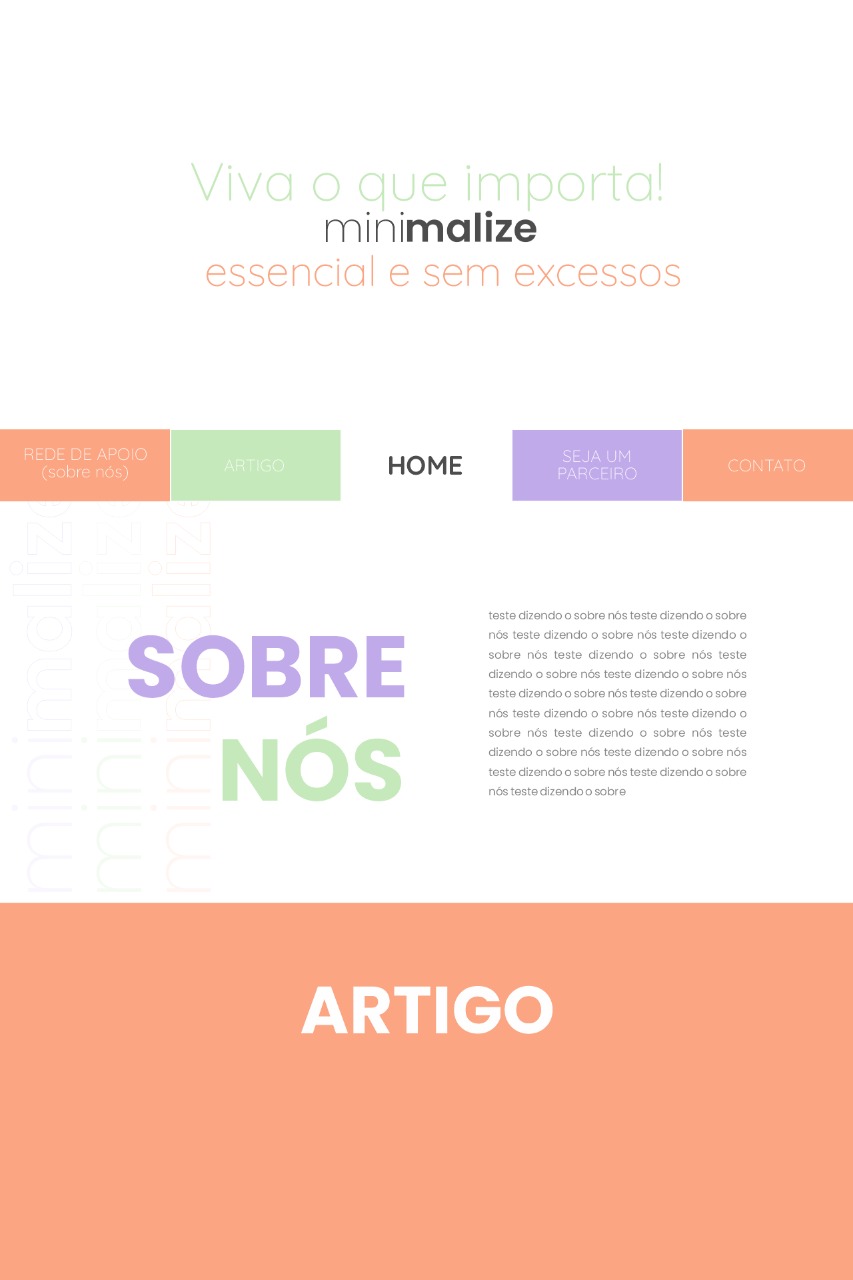 Viva o que importa!
minimalize
essencial e sem excessos
REDE DE APOIO
(sobre nós)
ARTIGO
HOME
SEJA UM
PARCEIRO
CONTATO
minimalize
minimalize
minimalize
SOBRE
NÓS
teste dizendo o sobre nós teste dizendo o sobre
nós teste dizendo o sobre nós teste dizendo o
sobre nós teste dizendo o sobre nós teste
dizendo o sobre nós teste dizendo o sobre nós
teste dizendo o sobre nós teste dizendo o sobre
nós teste dizendo o sobre nós teste dizendo o
sobre nós teste dizendo o sobre nós teste
dizendo o sobre nós teste dizendo o sobre nós
teste dizendo o sobre nós teste dizendo o sobre
nós teste dizendo o sobre
ARTIGO